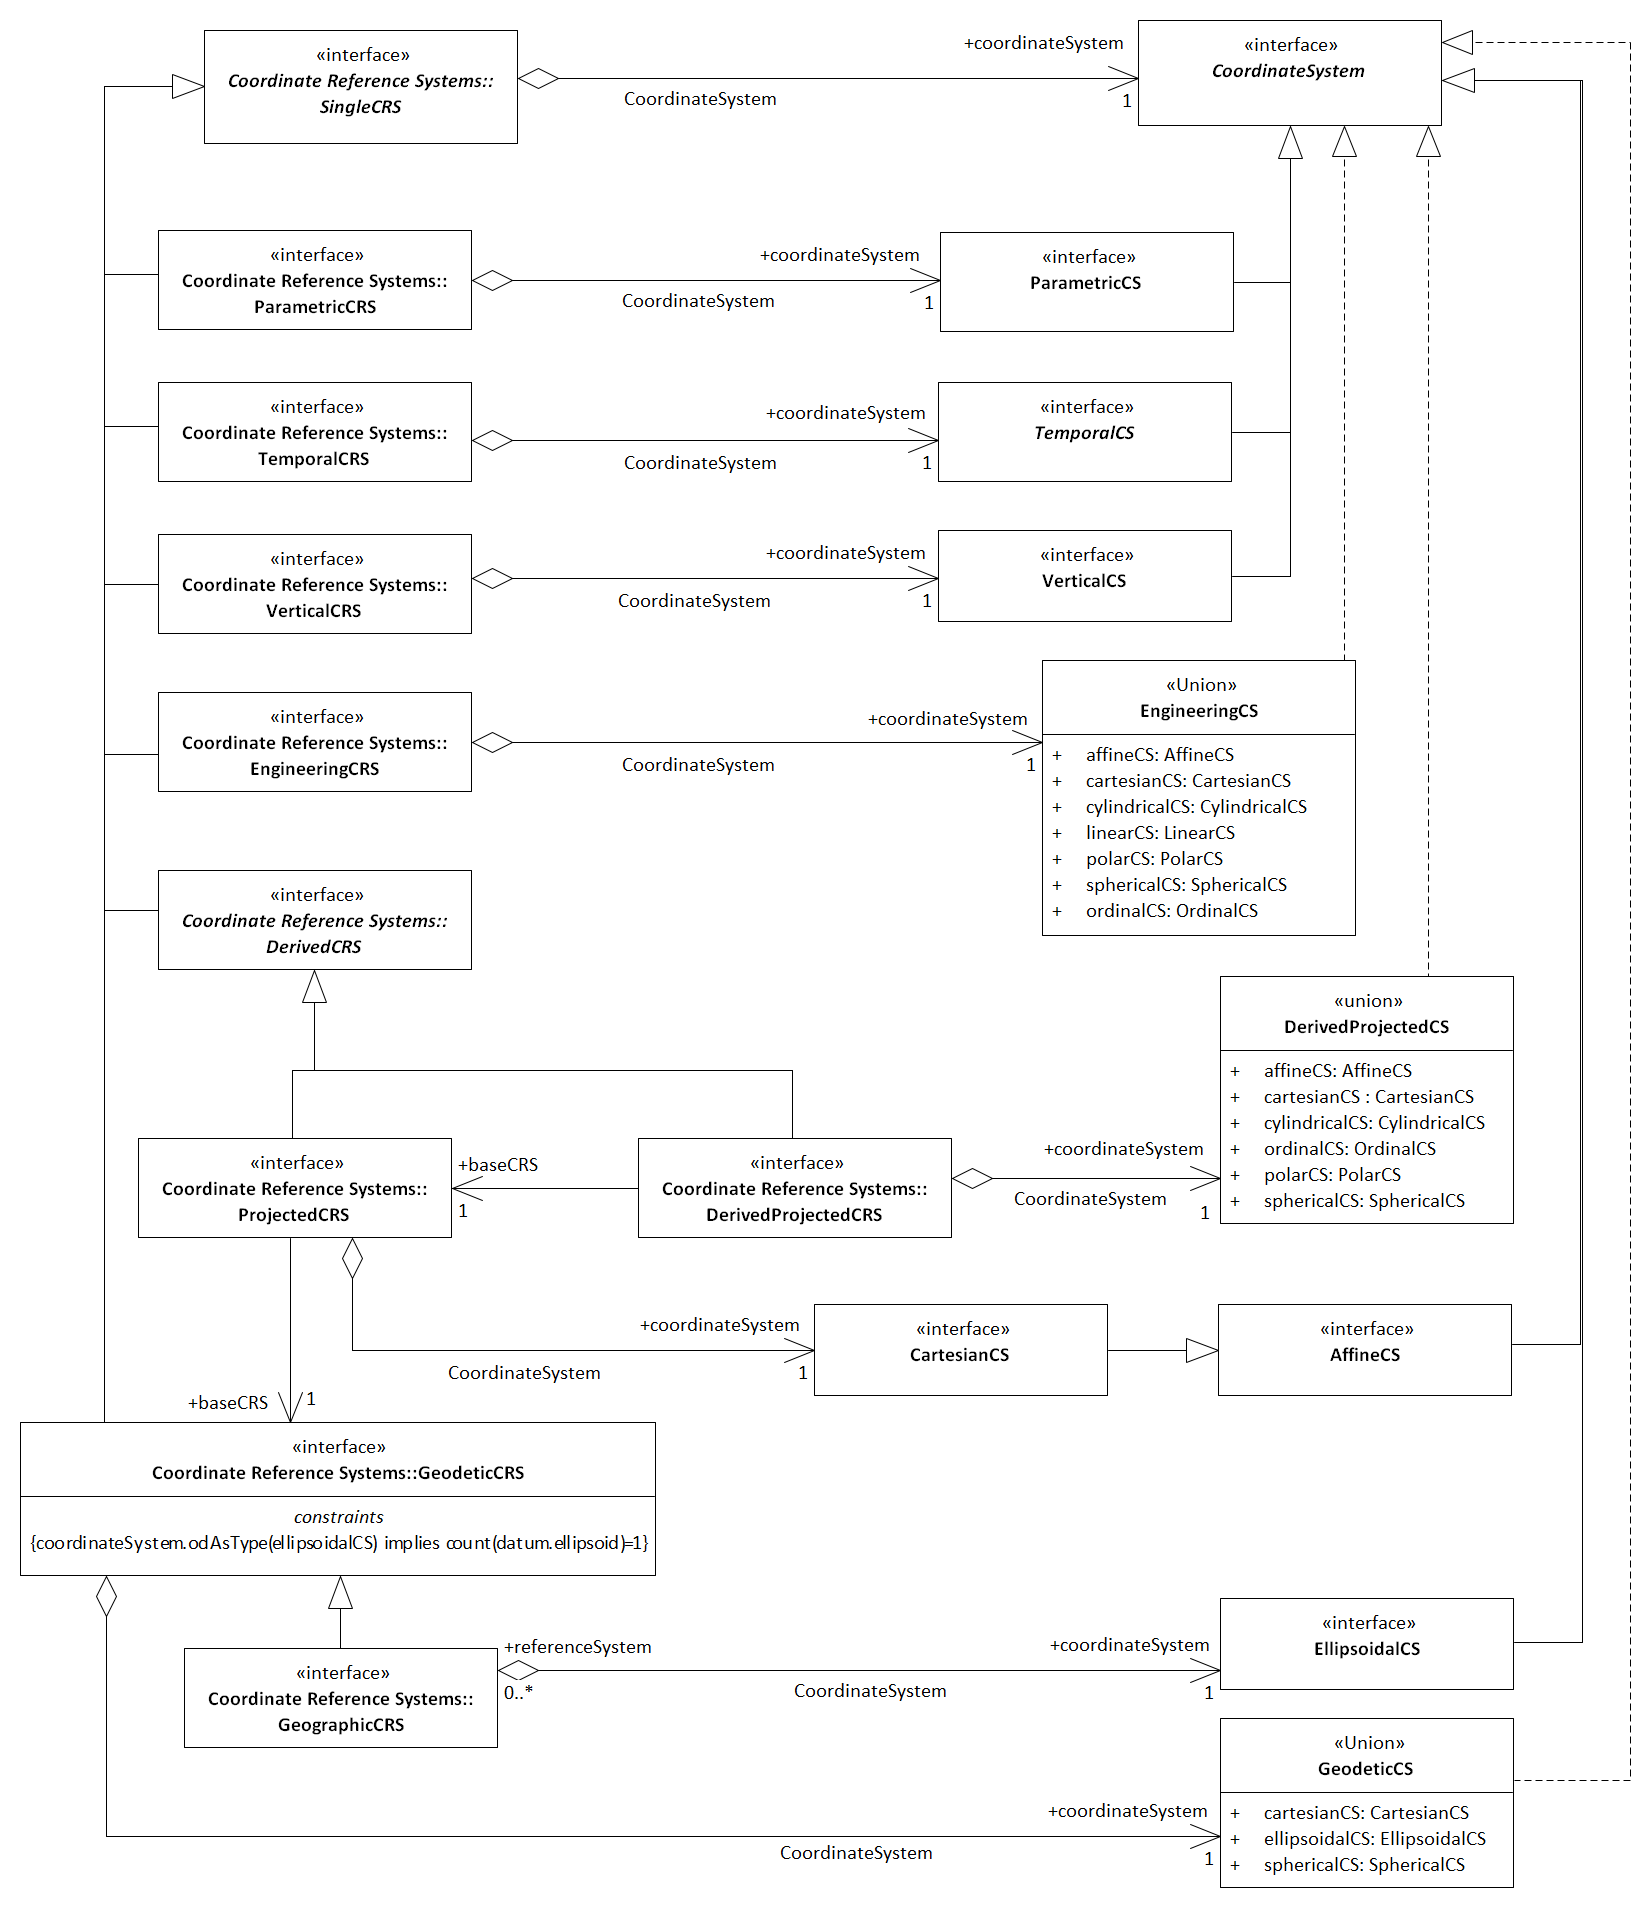 «interface»
Coordinate Reference Systems::
SingleCRS
+coordinateSystem
CoordinateSystem
1
«interface»
CoordinateSystem
«interface»
Coordinate Reference Systems::
ParametricCRS
+coordinateSystem
CoordinateSystem
1
«interface»
ParametricCS
«interface»
Coordinate Reference Systems::
TemporalCRS
+coordinateSystem
CoordinateSystem
1
«interface»
TemporalCS
«interface»
Coordinate Reference Systems::
VerticalCRS
+coordinateSystem
CoordinateSystem
1
«interface»
VerticalCS
«interface»
Coordinate Reference Systems::
EngineeringCRS
+coordinateSystem
CoordinateSystem
1
«Union»
EngineeringCS
+ affineCS: AffineCS
+ cartesianCS: CartesianCS
+ cylindricalCS: CylindricalCS
+ linearCS: LinearCS
+ polarCS: PolarCS
+ sphericalCS: SphericalCS
+ ordinalCS: OrdinalCS
«interface»
Coordinate Reference Systems::
DerivedCRS
«interface»
Coordinate Reference Systems::
ProjectedCRS
+baseCRS
1
«interface»
Coordinate Reference Systems::
DerivedProjectedCRS
+coordinateSystem
CoordinateSystem
1
«union»
DerivedProjectedCS
+ affineCS: AffineCS
+ cartesianCS : CartesianCS
+ cylindricalCS: CylindricalCS
+ ordinalCS: OrdinalCS
+ polarCS: PolarCS
+ sphericalCS: SphericalCS
+coordinateSystem
CoordinateSystem
1
«interface»
CartesianCS
«interface»
AffineCS
+baseCRS
1
«interface»
Coordinate Reference Systems::GeodeticCRS
constraints
{coordinateSystem.odAsType(ellipsoidalCS) implies count(datum.ellipsoid)=1}
«interface»
Coordinate Reference Systems::
GeographicCRS
+referenceSystem
0..*
+coordinateSystem
CoordinateSystem
1
«interface»
EllipsoidalCS
+coordinateSystem
CoordinateSystem
1
«Union»
GeodeticCS
+ cartesianCS: CartesianCS
+ ellipsoidalCS: EllipsoidalCS
+ sphericalCS: SphericalCS